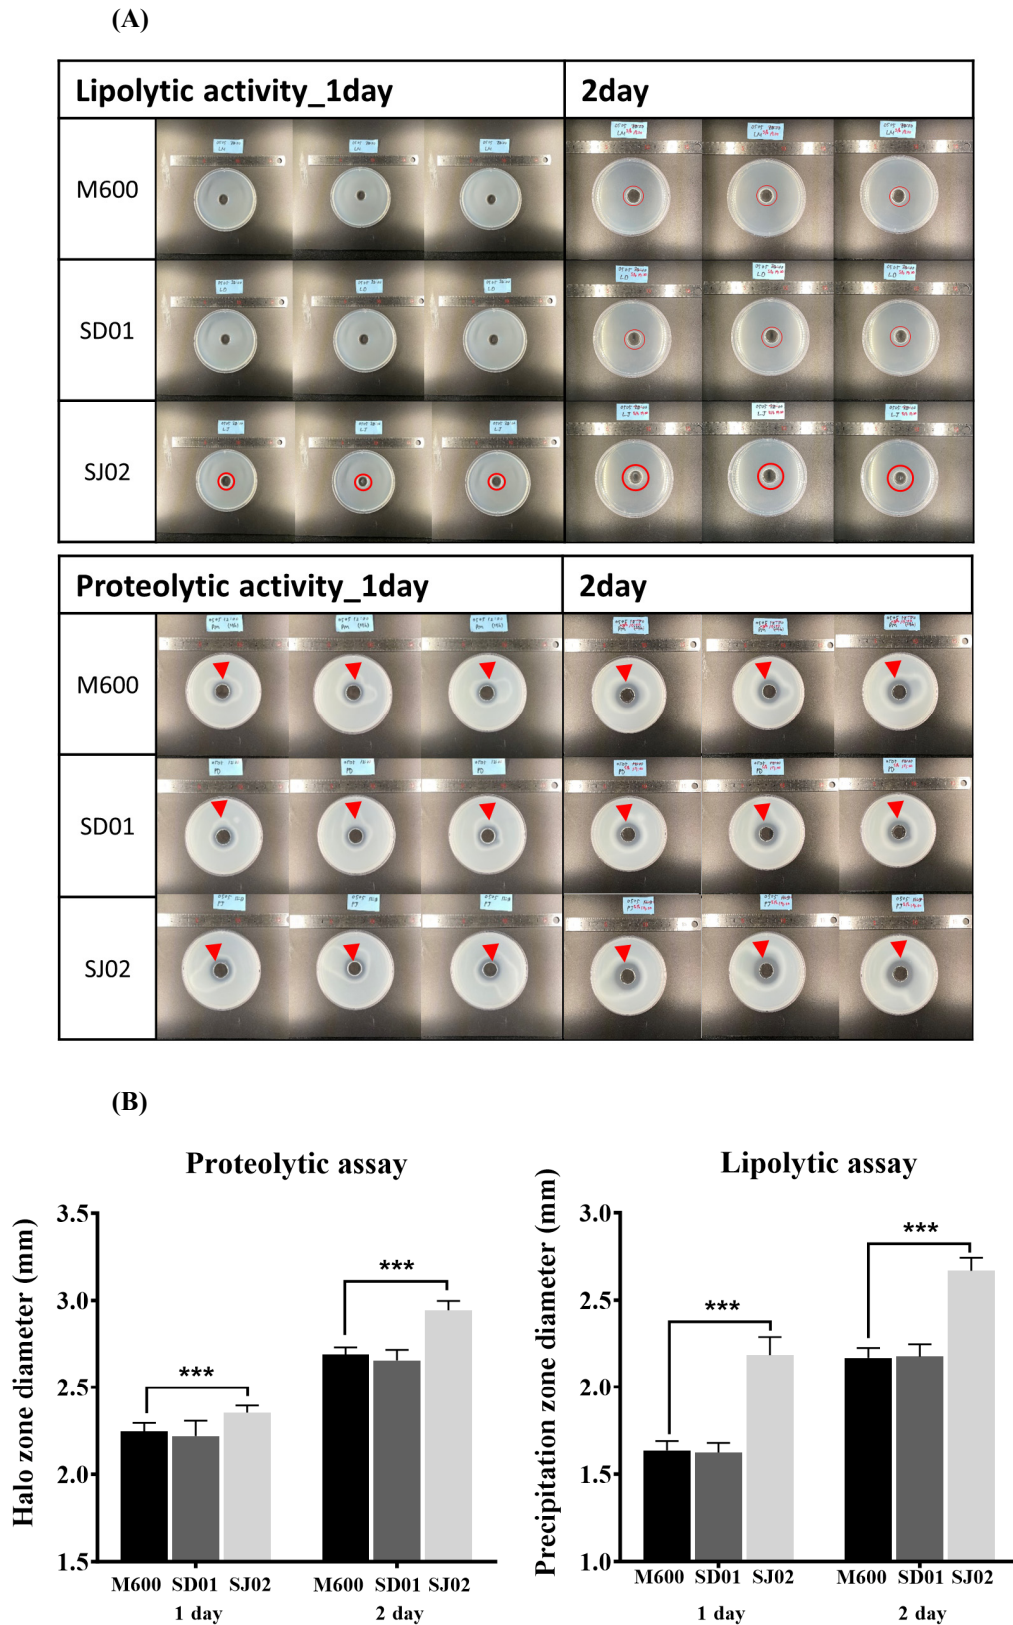 (A)
Lipolytic activity_1day 2day
M600
SD01
SJ02
Proteolytic activity_1day 2day
M600
SD01
SJ02
(B)
Proteolytic assay
Halo zone diameter (mm)
3.5
3.0
2.5
2.0
1.5
***
***
M600 SD01 SJ02 M600 SD01 SJ02
1 day 2 day
Lipolytic assay
Precipitation zone diameter (mm)
3.0
2.5
2.0
1.5
1.0
***
***
M600 SD01 SJ02 M600 SD01 SJ02
1 day 2 day